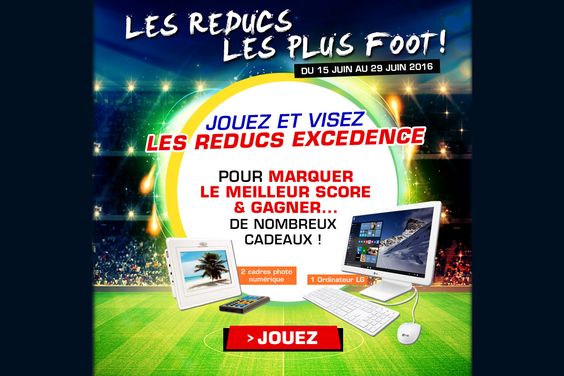 LES REDUCS
LES PLUS FOOT!
DU 15 JUIN AU 29 JUIN 2016
JOUEZ ET VISEZ
LES REDUCS EXCEDENCE
POUR MARQUER
LE MEILLEUR SCORE
& GAGNER...
DE NOMBREUX
CADEAUX !
2 cadres photo
numérique
1 Ordinateur LG
> JOUEZ